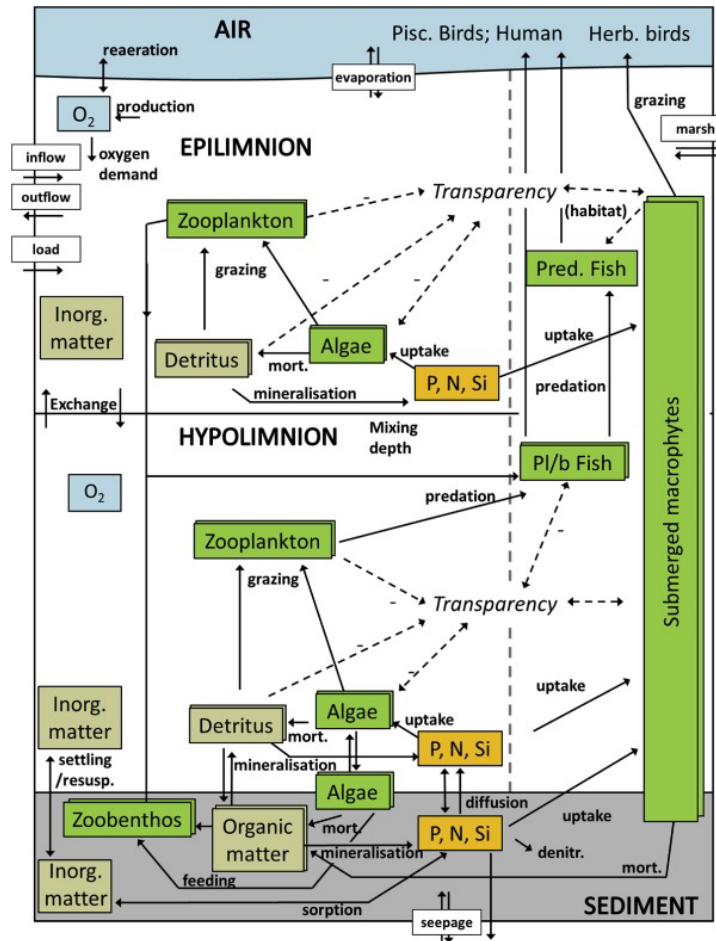 AIR
Pisc. Birds; Human
Herb. birds
reaeration
evaporation
grazing
O2
production
marsh
EPILIMNION
inflow
oxygen
demand
outflow
Transparency
(habitat)
Zooplankton
-
load
grazing
Pred. Fish
-
-
Inorg.
matter
Algae
uptake
Detritus
mort.
uptake
P, N, Si
predation
mineralisation
Exchange
Mixing
depth
HYPOLIMNION
Pl/b Fish
O2
predation
Submerged macrophytes
-
Zooplankton
grazing
-
Transparency
-
-
uptake
Inorg.
matter
Algae
Detritus
uptake
mort.
P, N, Si
settling
/resusp.
mineralisation
Algae
diffusion
uptake
Zoobenthos
Organic
matter
mort.
P, N, Si
mineralisation
denitr.
mort.
Inorg.
matter
feeding
sorption
SEDIMENT
seepage